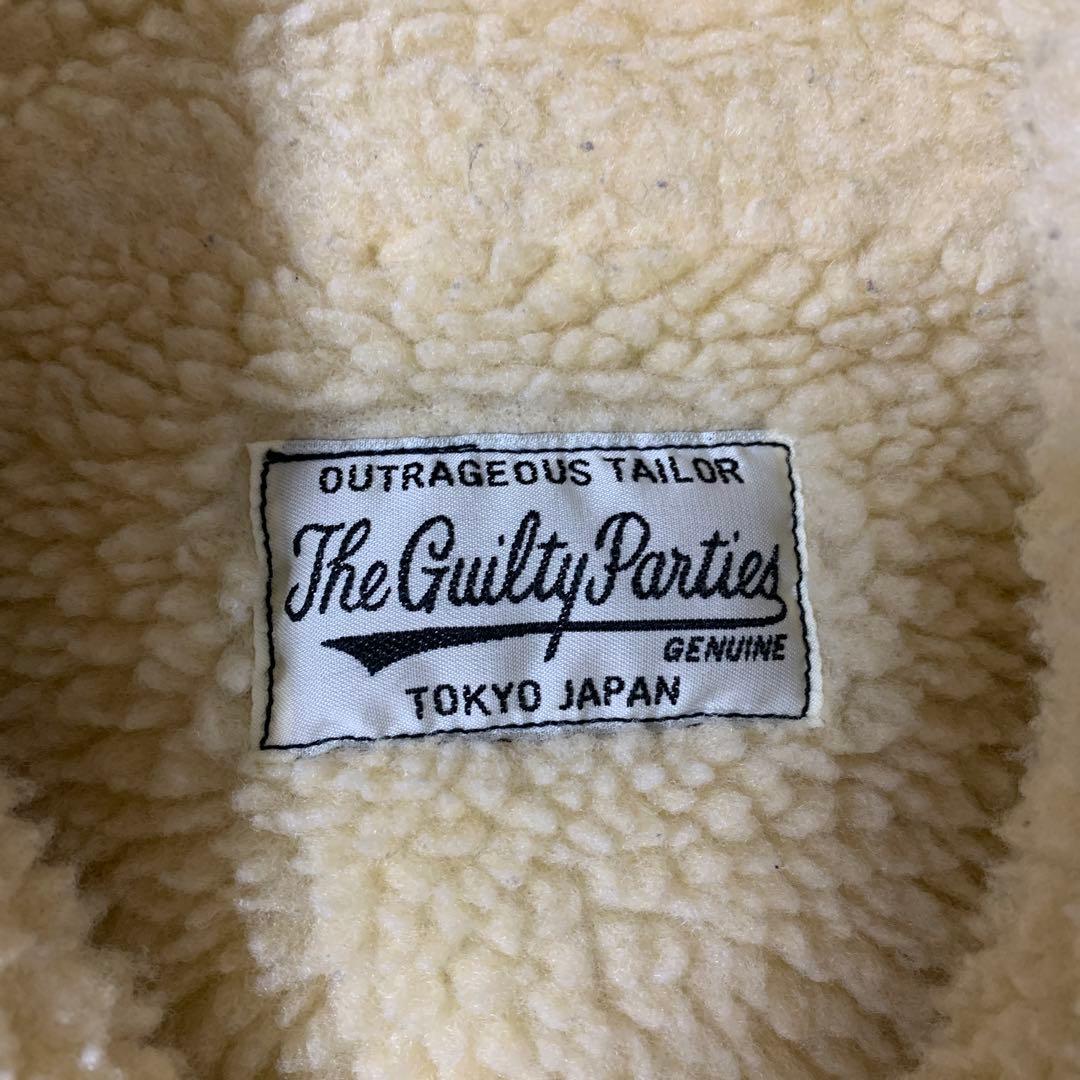 OUTRAGEOUS TAILOR
The Guilty Parties
GENUINE
TOKYO JAPAN